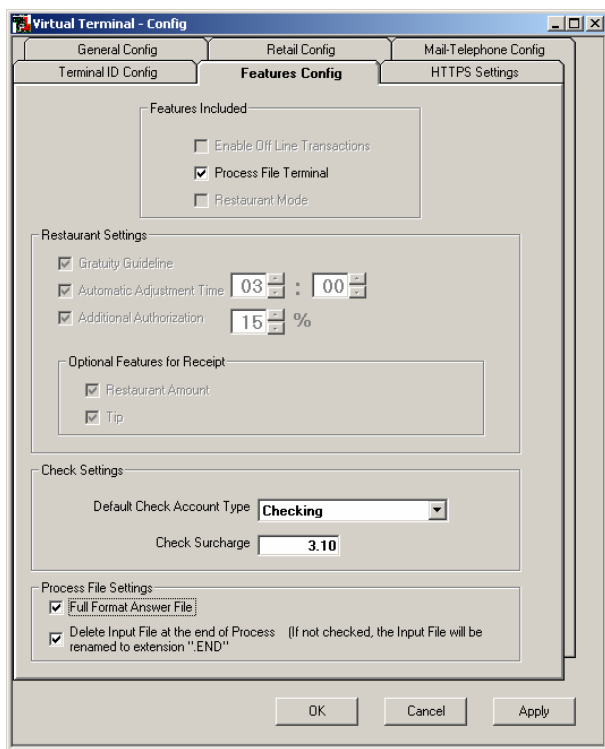 Virtual Terminal - Config
General Config
Retail Config
Mail-Telephone Config
Terminal ID Config
Features Config
HTTPS Settings
Features Included
Enable Off Line Transactions
Process File Terminal
Restaurant Mode
Restaurant Settings
Gratuity Guideline
Automatic Adjustment Time 03 : 00
Additional Authorization 15 %
Optional Features for Receipt
Restaurant Amount
Tip
Check Settings
Default Check Account Type Checking
Check Surcharge 3.10
Process File Settings
Full Format Answer File
Delete Input File at the end of Process (If not checked, the Input File will be
renamed to extension ".END"
OK Cancel Apply